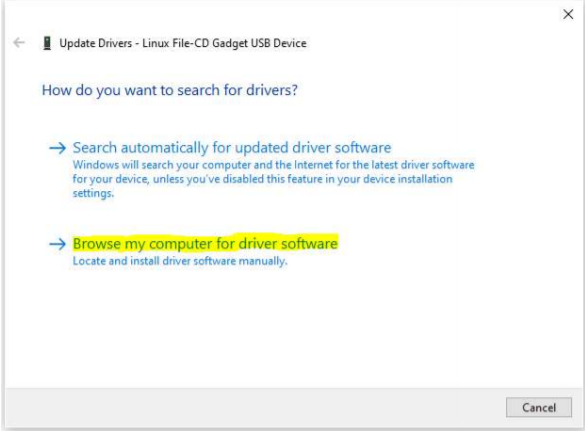 Update Drivers - Linux File-CD Gadget USB Device
How do you want to search for drivers?
Search automatically for updated driver software
Windows will search your computer and the Internet for the latest driver software
for your device, unless you've disabled this feature in your device installation
settings.
Browse my computer for driver software
Locate and install driver software manually.
Cancel